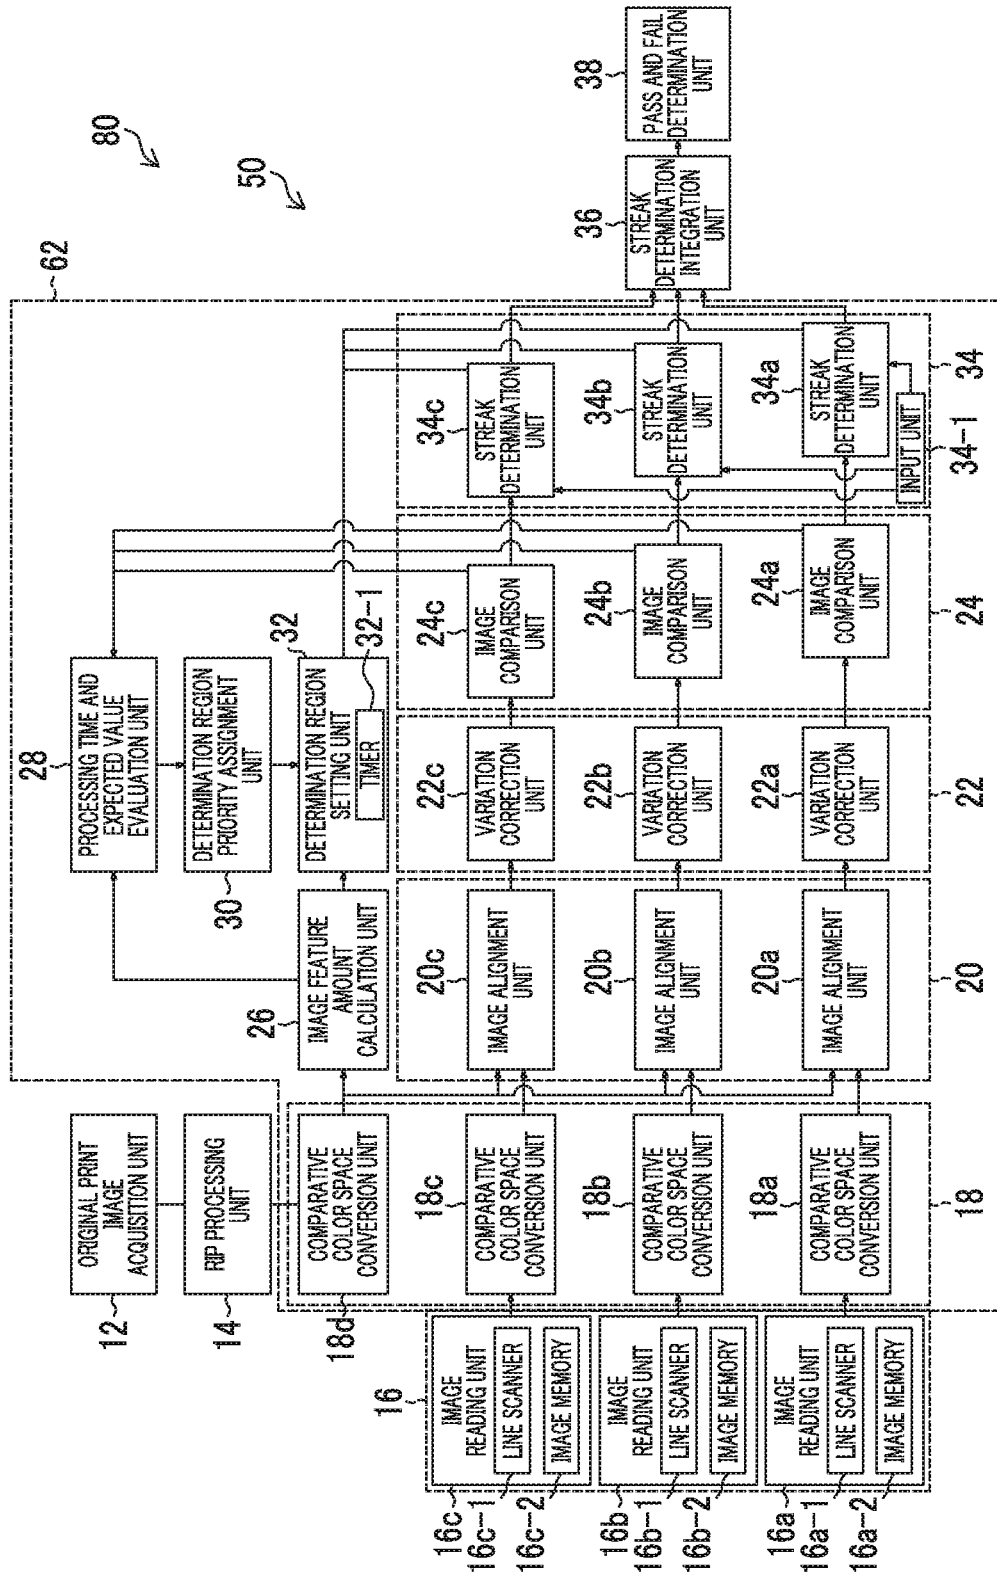 80
50
62
12
ORIGINAL PRINT
IMAGE
ACQUISITION UNIT
14
RIP PROCESSING
UNIT
28
PROCESSING TIME AND
EXPECTED VALUE
EVALUATION UNIT
30
DETERMINATION REGION
PRIORITY ASSIGNMENT
UNIT
32
DETERMINATION REGION
SETTING UNIT
TIMER
32-1
26
IMAGE FEATURE
AMOUNT
CALCULATION UNIT
18d
COMPARATIVE
COLOR SPACE
CONVERSION UNIT
16
16c
IMAGE
READING UNIT
16c-1
LINE SCANNER
16c-2
IMAGE MEMORY
18c
COMPARATIVE
COLOR SPACE
CONVERSION UNIT
20c
IMAGE ALIGNMENT
UNIT
22c
VARIATION
CORRECTION
UNIT
24c
IMAGE
COMPARISON
UNIT
34c
STREAK
DETERMINATION
UNIT
16b
IMAGE
READING UNIT
16b-1
LINE SCANNER
16b-2
IMAGE MEMORY
18b
COMPARATIVE
COLOR SPACE
CONVERSION UNIT
20b
IMAGE ALIGNMENT
UNIT
22b
VARIATION
CORRECTION
UNIT
24b
IMAGE
COMPARISON
UNIT
34b
STREAK
DETERMINATION
UNIT
16a
IMAGE
READING UNIT
16a-1
LINE SCANNER
16a-2
IMAGE MEMORY
18a
COMPARATIVE
COLOR SPACE
CONVERSION UNIT
20a
IMAGE ALIGNMENT
UNIT
22a
VARIATION
CORRECTION
UNIT
24a
IMAGE
COMPARISON
UNIT
34a
STREAK
DETERMINATION
UNIT
INPUT UNIT
34-1
18
20
22
24
34
36
STREAK
DETERMINATION
INTEGRATION
UNIT
38
PASS AND FAIL
DETERMINATION
UNIT